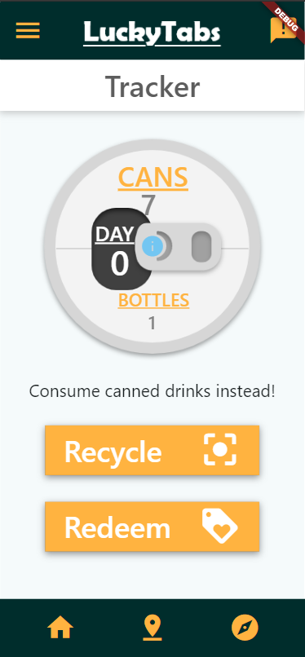 LuckyTabs
DEBUG
!
Tracker
CANS
7
DAY
0
i
BOTTLES
1
Consume canned drinks instead!
Recycle
Redeem